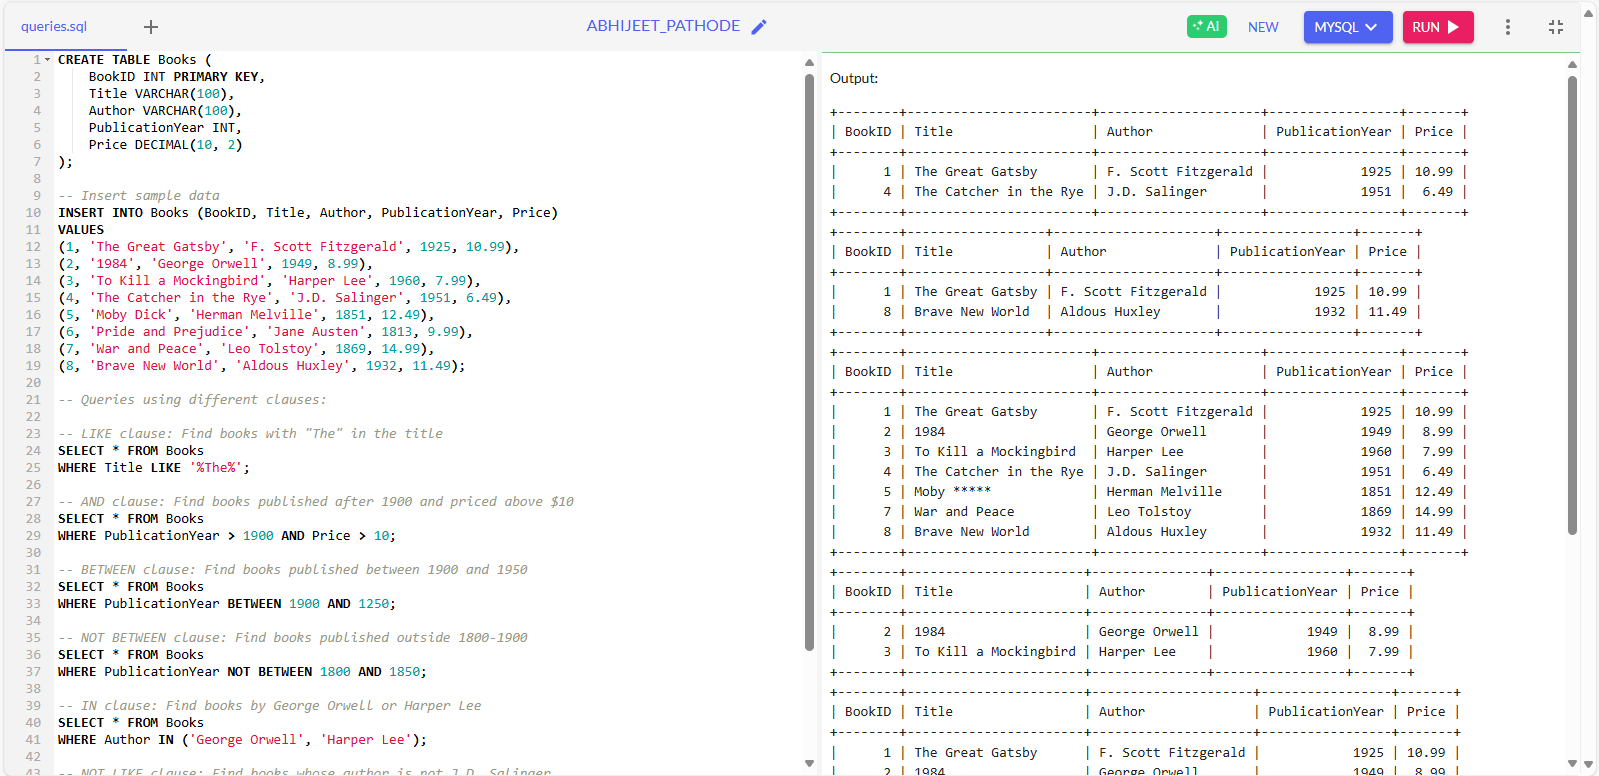 queries.sql
+
ABHIJEET_PATHODE
AI
NEW
MYSQL
RUN
1 CREATE TABLE Books (
2     BookID INT PRIMARY KEY,
3     Title VARCHAR(100),
4     Author VARCHAR(100),
5     PublicationYear INT,
6     Price DECIMAL(10, 2)
7 );
8
9 -- Insert sample data
10 INSERT INTO Books (BookID, Title, Author, PublicationYear, Price)
11 VALUES
12 (1, 'The Great Gatsby', 'F. Scott Fitzgerald', 1925, 10.99),
13 (2, '1984', 'George Orwell', 1949, 8.99),
14 (3, 'To Kill a Mockingbird', 'Harper Lee', 1960, 7.99),
15 (4, 'The Catcher in the Rye', 'J.D. Salinger', 1951, 6.49),
16 (5, 'Moby Dick', 'Herman Melville', 1851, 12.49),
17 (6, 'Pride and Prejudice', 'Jane Austen', 1813, 9.99),
18 (7, 'War and Peace', 'Leo Tolstoy', 1869, 14.99),
19 (8, 'Brave New World', 'Aldous Huxley', 1932, 11.49);
20
21 -- Queries using different clauses:
22
23 -- LIKE clause: Find books with "The" in the title
24 SELECT * FROM Books
25 WHERE Title LIKE '%The%';
26
27 -- AND clause: Find books published after 1900 and priced above $10
28 SELECT * FROM Books
29 WHERE PublicationYear > 1900 AND Price > 10;
30
31 -- BETWEEN clause: Find books published between 1900 and 1950
32 SELECT * FROM Books
33 WHERE PublicationYear BETWEEN 1900 AND 1250;
34
35 -- NOT BETWEEN clause: Find books published outside 1800-1900
36 SELECT * FROM Books
37 WHERE PublicationYear NOT BETWEEN 1800 AND 1850;
38
39 -- IN clause: Find books by George Orwell or Harper Lee
40 SELECT * FROM Books
41 WHERE Author IN ('George Orwell', 'Harper Lee');
42
43 -- NOT LIKE clause: Find books whose author is not J.D. Salinger
Output:
+--------+------------------------+---------------------+-----------------+-------+
| BookID | Title                  | Author              | PublicationYear | Price |
+--------+------------------------+---------------------+-----------------+-------+
|      1 | The Great Gatsby       | F. Scott Fitzgerald |            1925 | 10.99 |
|      4 | The Catcher in the Rye | J.D. Salinger       |            1951 |  6.49 |
+--------+------------------------+---------------------+-----------------+-------+
+--------+------------------+---------------------+-----------------+-------+
| BookID | Title            | Author              | PublicationYear | Price |
+--------+------------------+---------------------+-----------------+-------+
|      1 | The Great Gatsby | F. Scott Fitzgerald |            1925 | 10.99 |
|      8 | Brave New World  | Aldous Huxley       |            1932 | 11.49 |
+--------+------------------+---------------------+-----------------+-------+
+--------+------------------------+---------------------+-----------------+-------+
| BookID | Title                  | Author              | PublicationYear | Price |
+--------+------------------------+---------------------+-----------------+-------+
|      1 | The Great Gatsby       | F. Scott Fitzgerald |            1925 | 10.99 |
|      2 | 1984                   | George Orwell       |            1949 |  8.99 |
|      3 | To Kill a Mockingbird  | Harper Lee          |            1960 |  7.99 |
|      4 | The Catcher in the Rye | J.D. Salinger       |            1951 |  6.49 |
|      5 | Moby *****             | Herman Melville     |            1851 | 12.49 |
|      7 | War and Peace          | Leo Tolstoy         |            1869 | 14.99 |
|      8 | Brave New World        | Aldous Huxley       |            1932 | 11.49 |
+--------+------------------------+---------------------+-----------------+-------+
+--------+-----------------------+---------------+-----------------+-------+
| BookID | Title                 | Author        | PublicationYear | Price |
+--------+-----------------------+---------------+-----------------+-------+
|      2 | 1984                  | George Orwell |            1949 |  8.99 |
|      3 | To Kill a Mockingbird | Harper Lee    |            1960 |  7.99 |
+--------+-----------------------+---------------+-----------------+-------+
+--------+-----------------------+---------------------+-----------------+-------+
| BookID | Title                 | Author              | PublicationYear | Price |
+--------+-----------------------+---------------------+-----------------+-------+
|      1 | The Great Gatsby      | F. Scott Fitzgerald |            1925 | 10.99 |
|      2 | 1984                  | George Orwell       |            1949 |  8.99 |